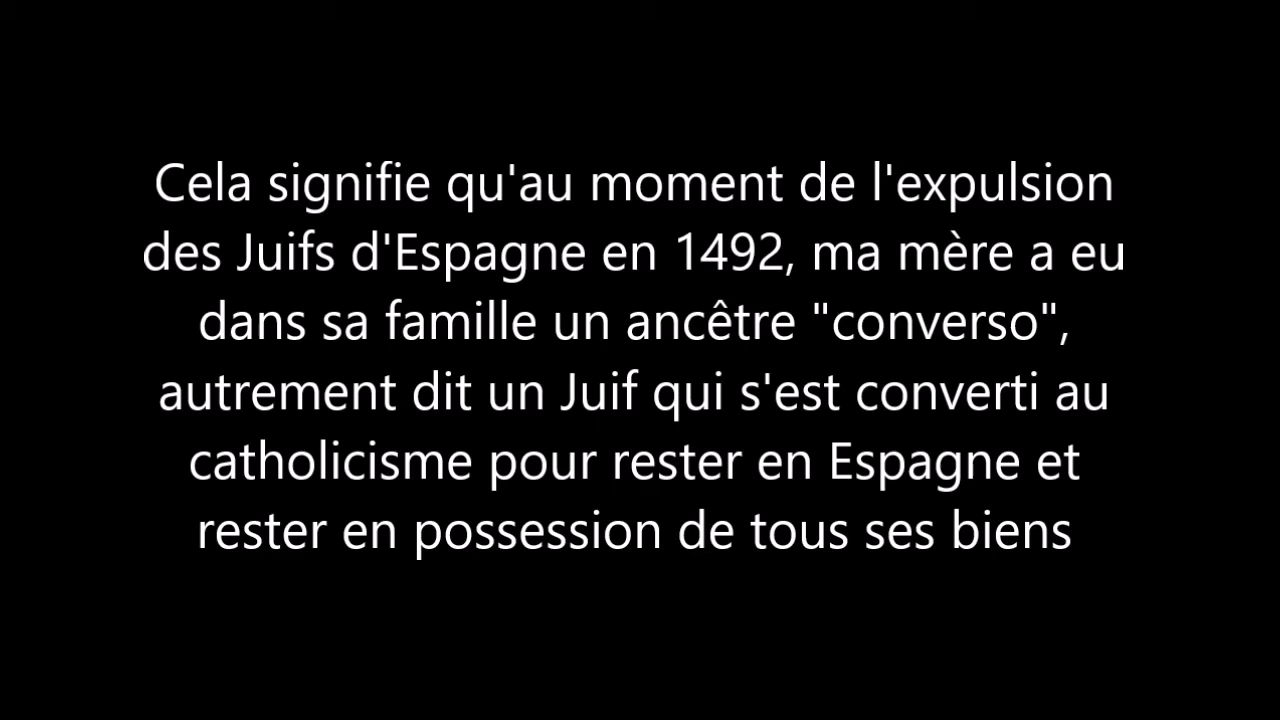 Cela signifie qu'au moment de l'expulsion
des Juifs d'Espagne en 1492, ma mère a eu
dans sa famille un ancêtre "converso",
autrement dit un Juif qui s'est converti au
catholicisme pour rester en Espagne et
rester en possession de tous ses biens